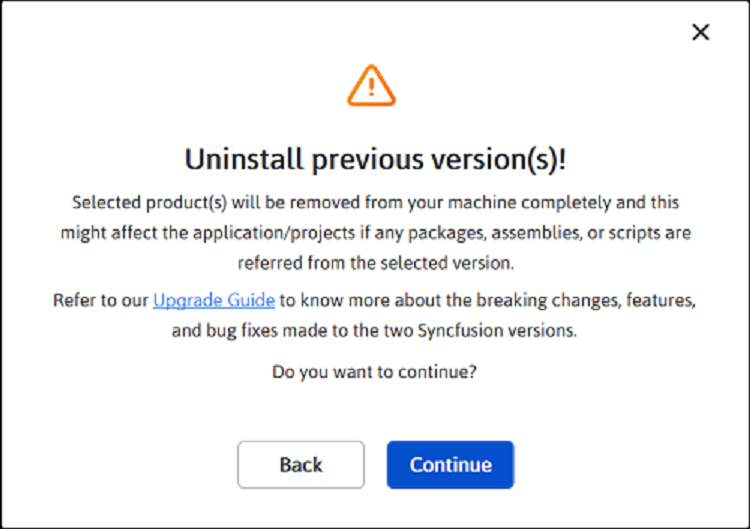 Uninstall previous version(s)!
Selected product(s) will be removed from your machine completely and this
might affect the application/projects if any packages, assemblies, or scripts are
referred from the selected version.
Refer to our Upgrade Guide to know more about the breaking changes, features,
and bug fixes made to the two Syncfusion versions.
Do you want to continue?
Back
Continue